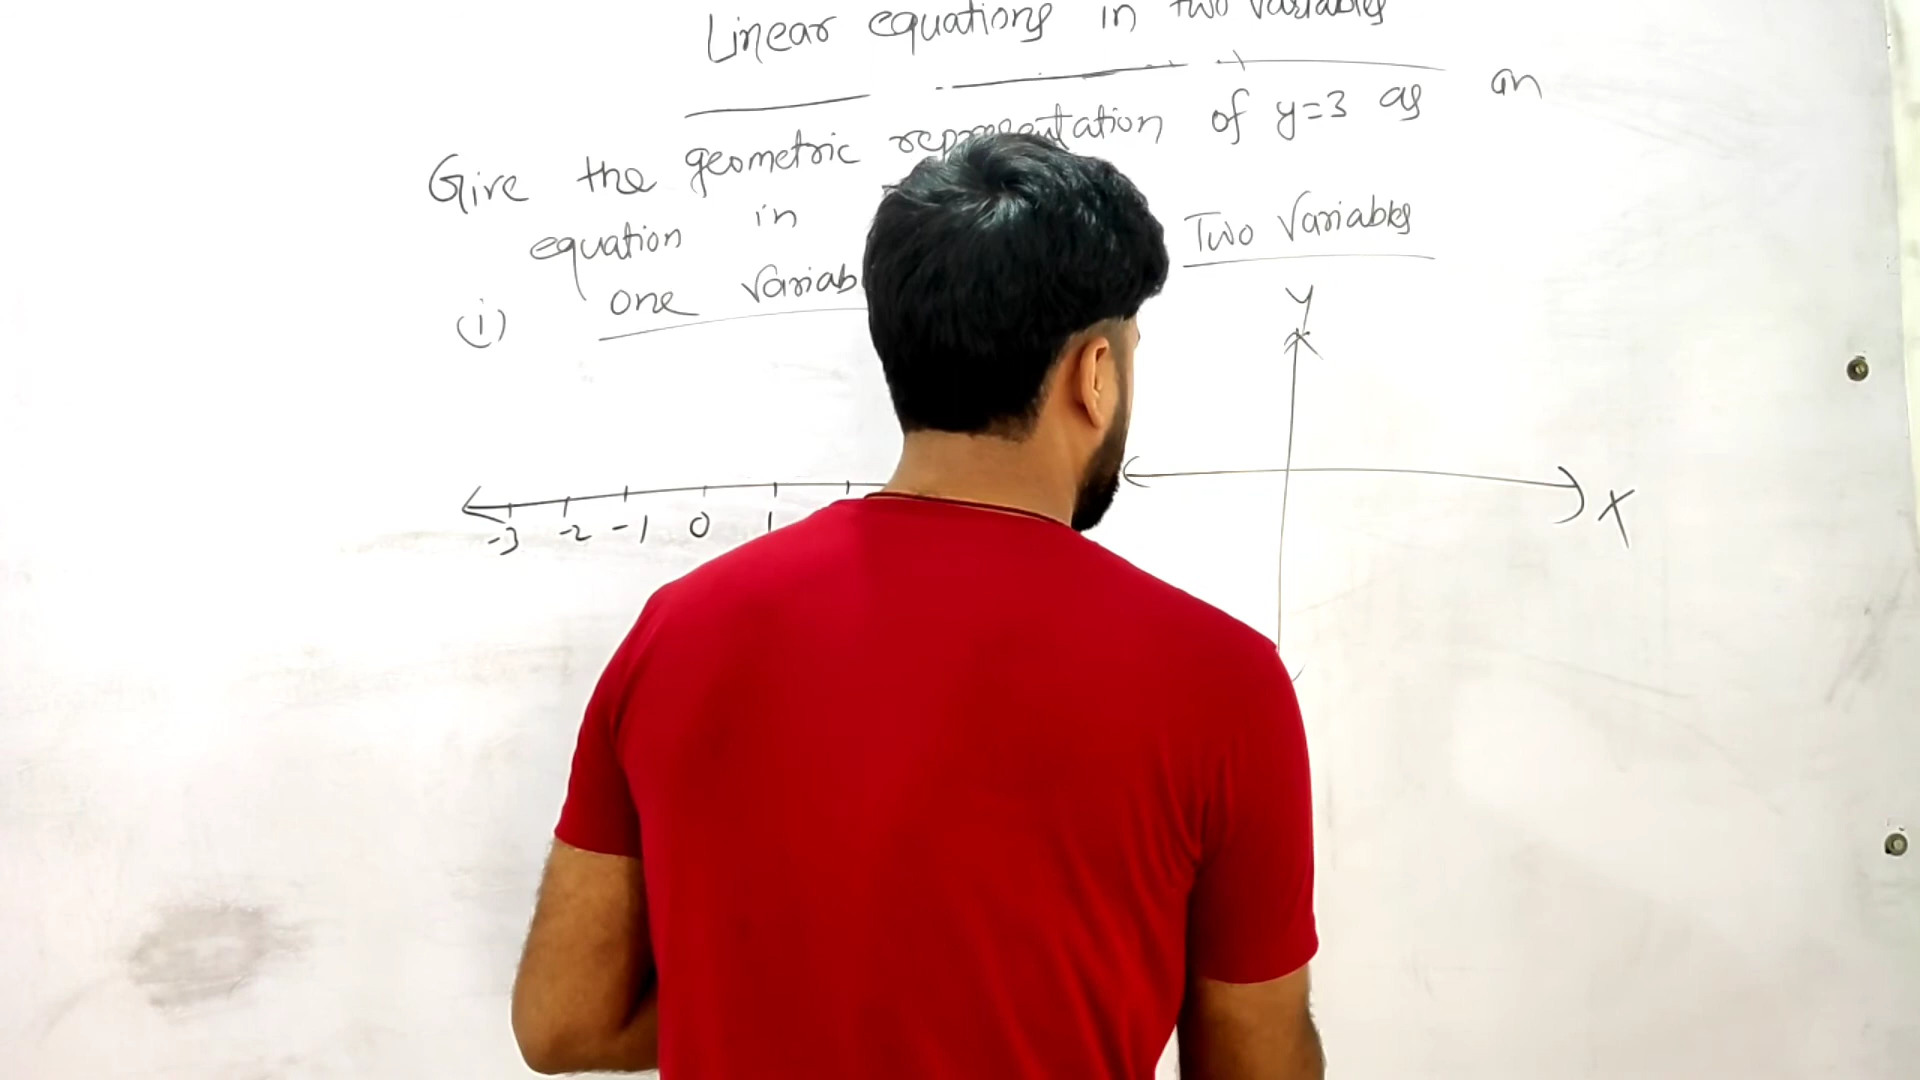 Linear equations in two variables
Give the geometric representation of y=3 as an
equation in
(i) one Variab Two Variables
Y
X
-3 -2 -1 0 1